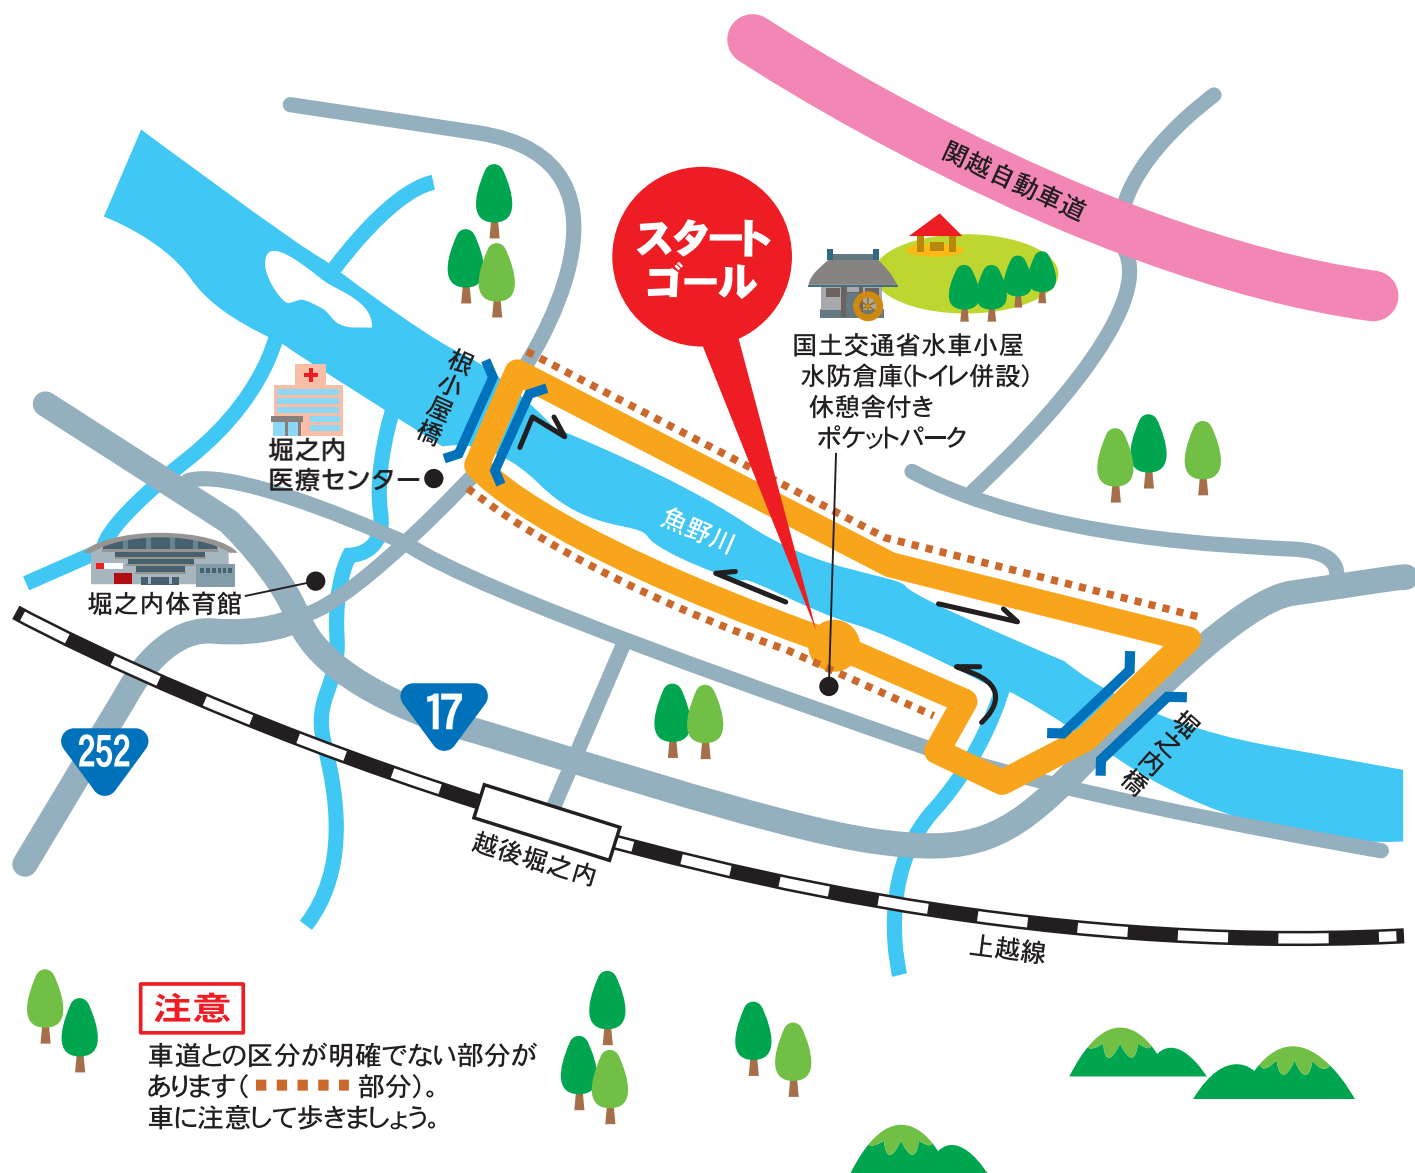 関越自動車道
スタート
ゴール
国土交通省水車小屋
水防倉庫(トイレ併設)
休憩舎付き
ポケットパーク
根小屋橋
堀之内
医療センター
魚野川
堀之内体育館
17
252
堀之内橋
越後堀之内
上越線
注意
車道との区分が明確でない部分が
あります( 部分)。
車に注意して歩きましょう。